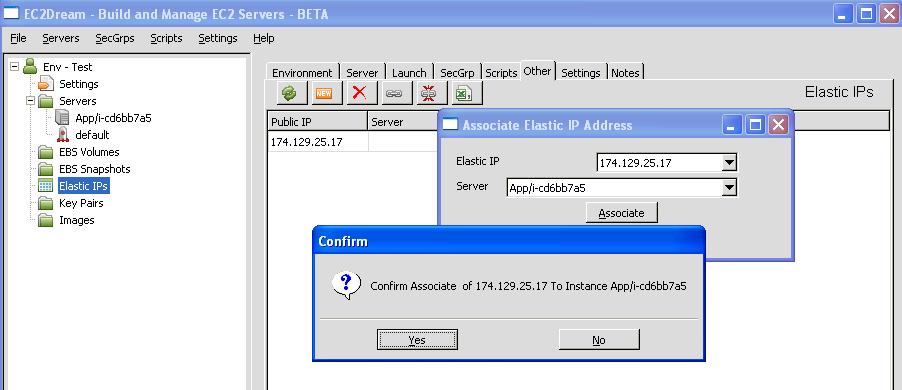 EC2Dream - Build and Manage EC2 Servers - BETA
File Servers SecGrps Scripts Settings Help
Env - Test
Settings
Servers
App/i-cd6bb7a5
default
EBS Volumes
EBS Snapshots
Elastic IPs
Key Pairs
Images
Environment Server Launch SecGrp Scripts Other Settings Notes
NEW
Elastic IPs
Public IP Server
174.129.25.17
Associate Elastic IP Address
Elastic IP 174.129.25.17
Server App/i-cd6bb7a5
Associate
Confirm
?
Confirm Associate of 174.129.25.17 To Instance App/i-cd6bb7a5
Yes No